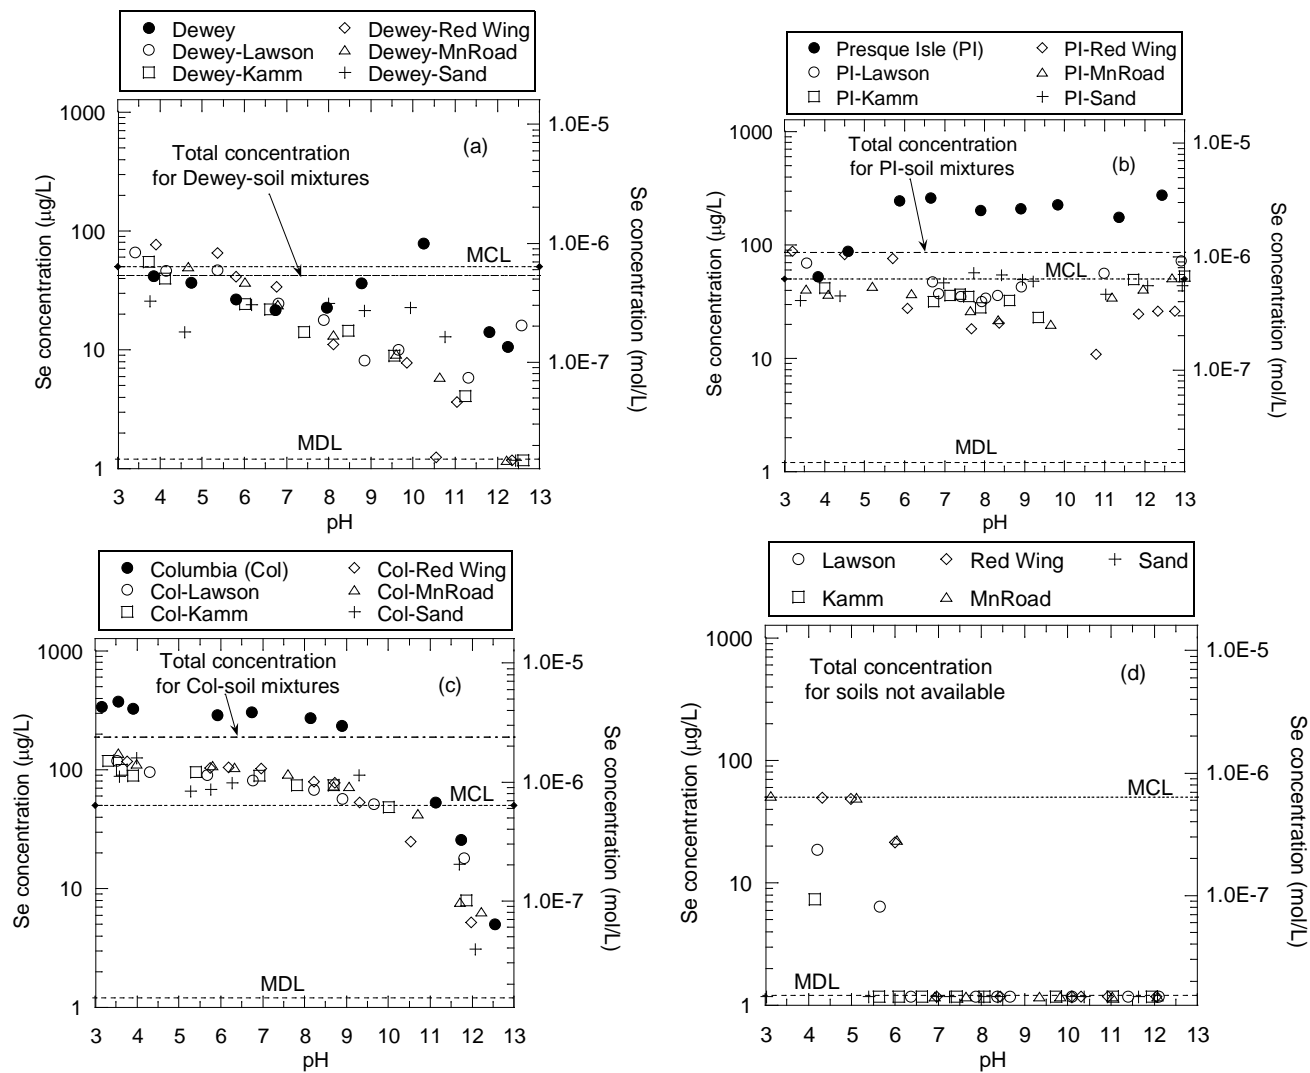 Dewey
Dewey-Lawson
Dewey-Kamm
Dewey-Red Wing
Dewey-MnRoad
Dewey-Sand
1000
100
10
1
Se concentration (µg/L)
Total concentration
for Dewey-soil mixtures
(a)
MCL
MDL
1.0E-5
1.0E-6
1.0E-7
Se concentration (mol/L)
3 4 5 6 7 8 9 10 11 12 13
pH
Presque Isle (PI)
PI-Lawson
PI-Kamm
PI-Red Wing
PI-MnRoad
PI-Sand
1000
100
10
1
Se concentration (µg/L)
Total concentration
for PI-soil mixtures
(b)
MCL
MDL
1.0E-5
1.0E-6
1.0E-7
Se concentration (mol/L)
3 4 5 6 7 8 9 10 11 12 13
pH
Columbia (Col)
Col-Lawson
Col-Kamm
Col-Red Wing
Col-MnRoad
Col-Sand
1000
100
10
1
Se concentration (µg/L)
Total concentration
for Col-soil mixtures
(c)
MCL
MDL
1.0E-5
1.0E-6
1.0E-7
Se concentration (mol/L)
3 4 5 6 7 8 9 10 11 12 13
pH
Lawson
Kamm
Red Wing
MnRoad
Sand
1000
100
10
1
Se concentration (µg/L)
Total concentration
for soils not available
(d)
MCL
MDL
1.0E-5
1.0E-6
1.0E-7
Se concentration (mol/L)
3 4 5 6 7 8 9 10 11 12 13
pH